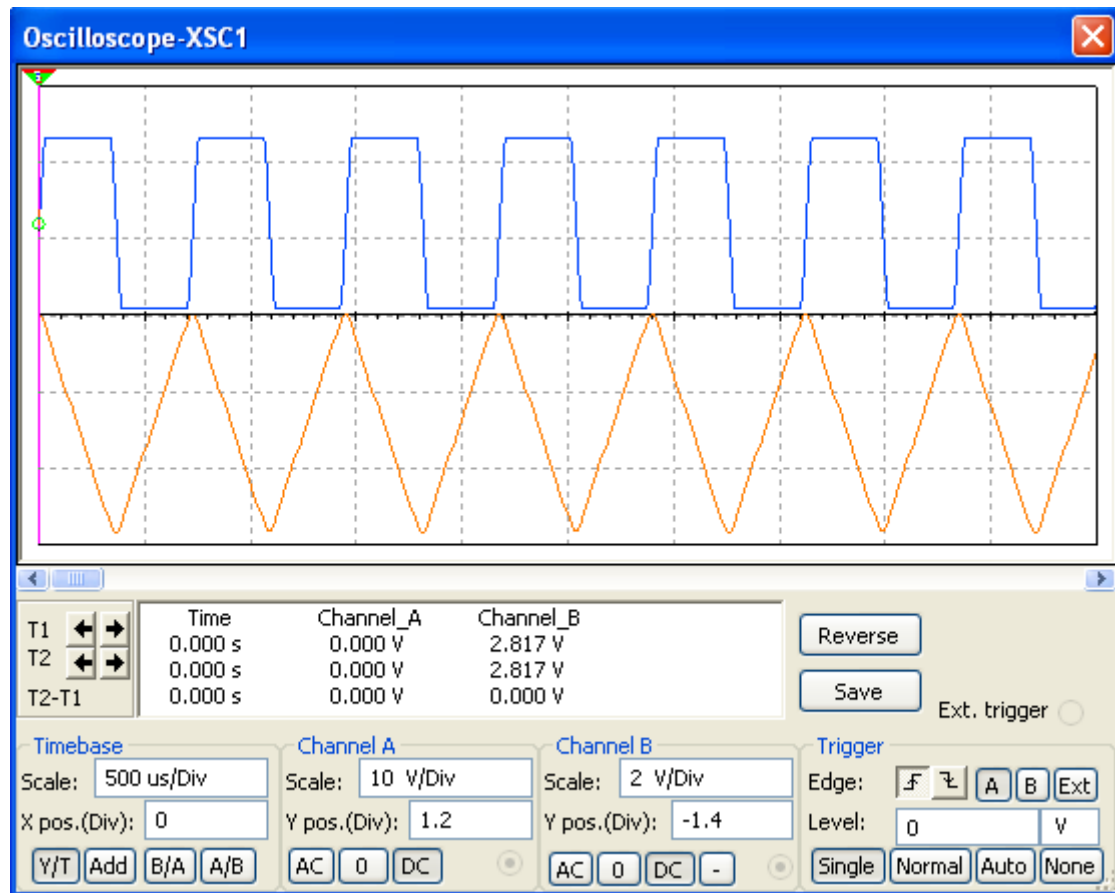 Oscilloscope-XSC1
Time Channel_A Channel_B
T1 0.000 s 0.000 V 2.817 V
T2 0.000 s 0.000 V 2.817 V
T2-T1 0.000 s 0.000 V 0.000 V
Reverse
Save
Ext. trigger
Timebase
Scale: 500 us/Div
X pos.(Div): 0
Y/T Add B/A A/B
Channel A
Scale: 10 V/Div
Y pos.(Div): 1.2
AC 0 DC
Channel B
Scale: 2 V/Div
Y pos.(Div): -1.4
AC 0 DC -
Trigger
Edge: A B Ext
Level: 0 V
Single Normal Auto None